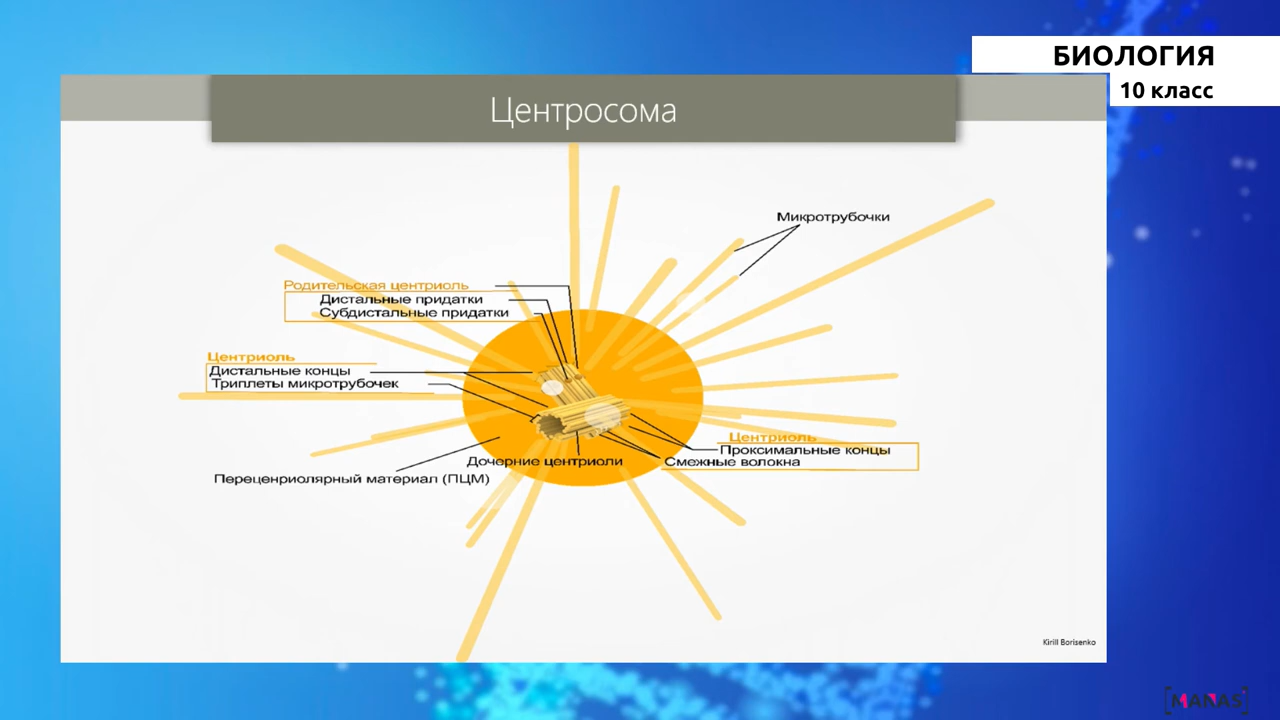 БИОЛОГИЯ
10 класс
Центросома
Микротрубочки
Родительская центриоль
Дистальные придатки
Субдистальные придатки
Центриоль
Дистальные концы
Триплеты микротрубочек
Центриоль
Проксимальные концы
Смежные волокна
Дочерние центриоли
Переценриолярный материал (ПЦМ)
Kirill Borisenko
[MANAS]